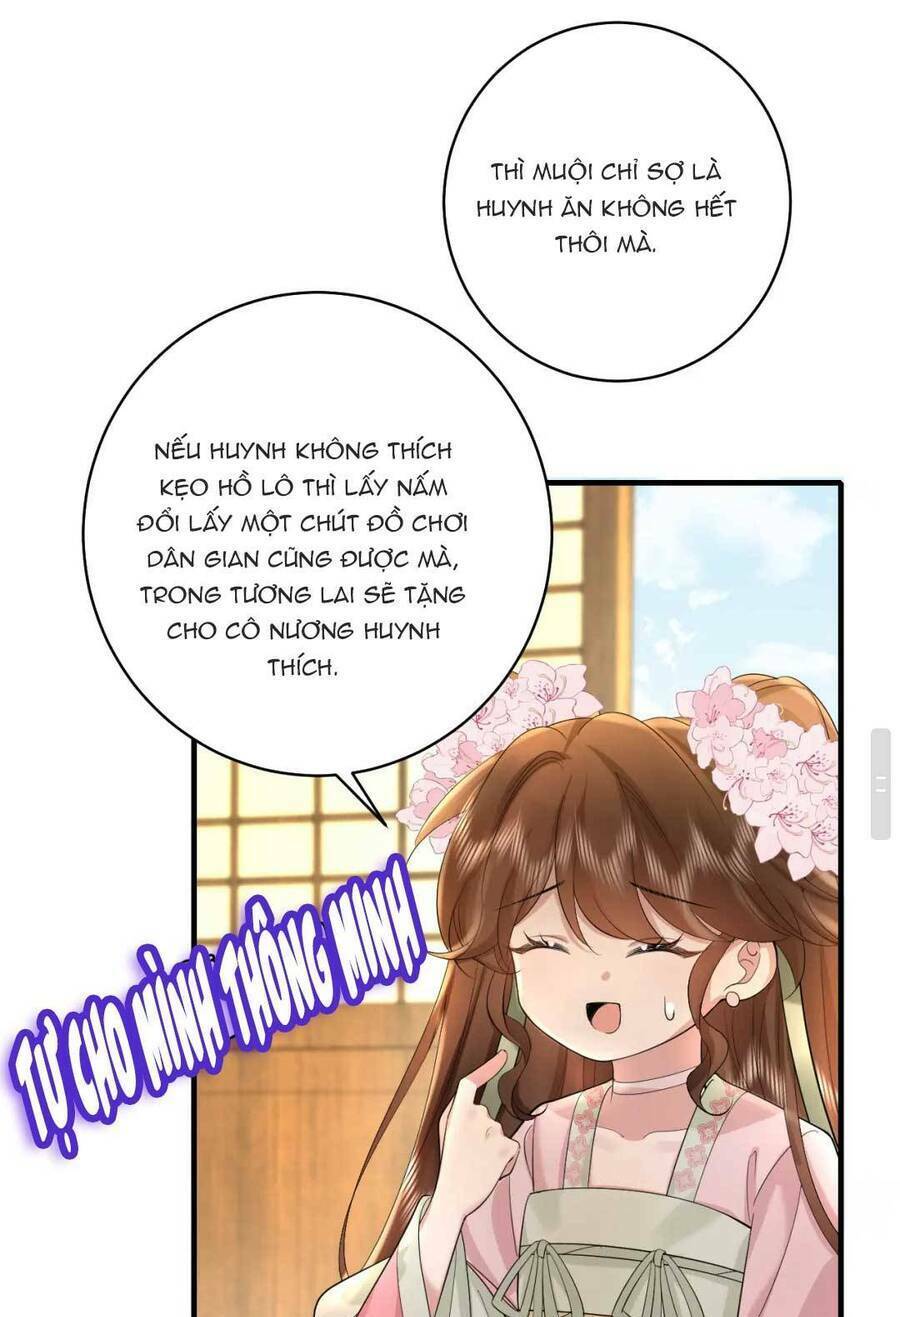 THÌ MUỘI CHỈ SỢ LÀ
HUYNH ĂN KHÔNG HẾT
THÔI MÀ.
NẾU HUYNH KHÔNG THÍCH
KẸO HỒ LÔ THÌ LẤY NẤM
ĐỔI LẤY MỘT CHÚT ĐỒ CHƠI
DÂN GIAN CŨNG ĐƯỢC MÀ,
TRONG TƯƠNG LAI SẼ TẶNG
CHO CÔ NƯƠNG HUYNH
THÍCH.
TỰ CHO MÌNH THÔNG MINH